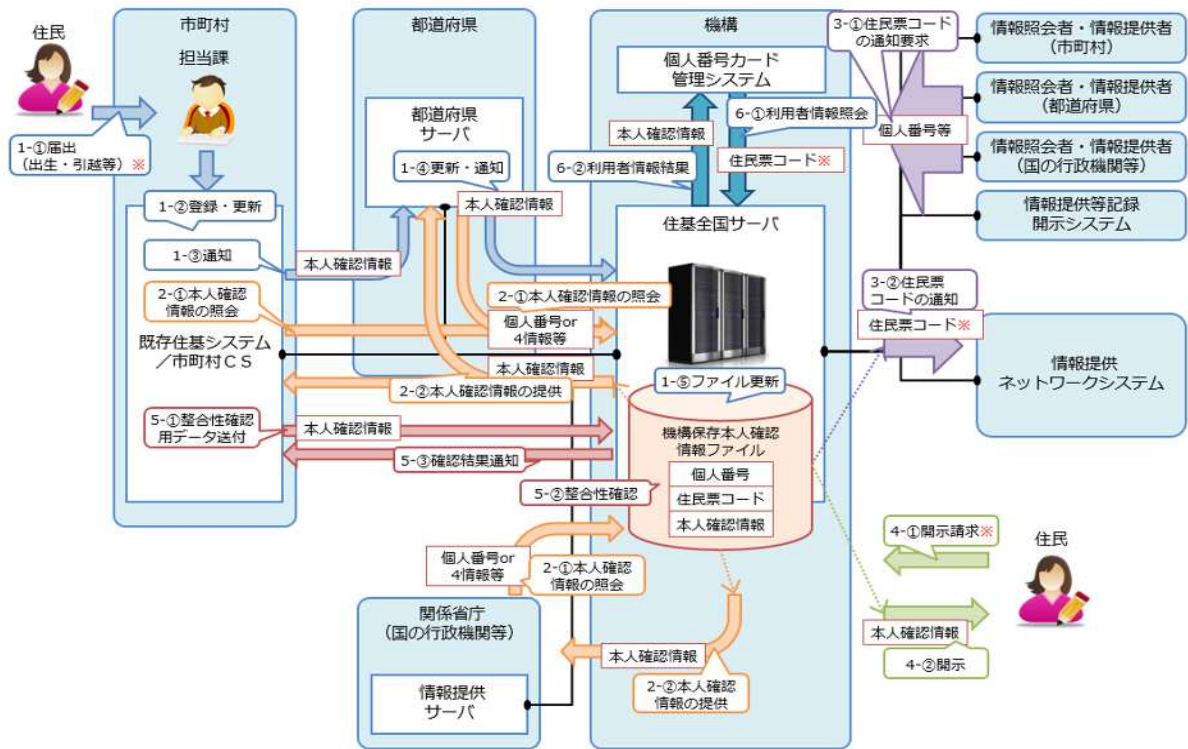 住民
1-①届出
（出生・引越等）※
市町村
担当課
1-②登録・更新
1-③通知
本人確認情報
2-①本人確認
情報の照会
既存住基システム
／市町村ＣＳ
5-①整合性確認
用データ送付
本人確認情報
5-③確認結果通知
都道府県
都道府県
サーバ
1-④更新・通知
本人確認情報
2-①本人確認情報の照会
個人番号or
4情報等
本人確認情報
2-②本人確認情報の提供
機構
個人番号カード
管理システム
本人確認情報
6-①利用者情報照会
住民票コード※
6-②利用者情報結果
住基全国サーバ
1-⑤ファイル更新
機構保存本人確認
情報ファイル
個人番号
住民票コード
本人確認情報
5-②整合性確認
個人番号or
4情報等
2-①本人確認
情報の照会
関係省庁
（国の行政機関等）
情報提供
サーバ
本人確認情報
2-②本人確認
情報の提供
3-①住民票コード
の通知要求
個人番号等
情報照会者・情報提供者
（市町村）
情報照会者・情報提供者
（都道府県）
情報照会者・情報提供者
（国の行政機関等）
情報提供等記録
開示システム
3-②住民票
コードの通知
住民票コード※
情報提供
ネットワークシステム
4-①開示請求※
住民
本人確認情報
4-②開示